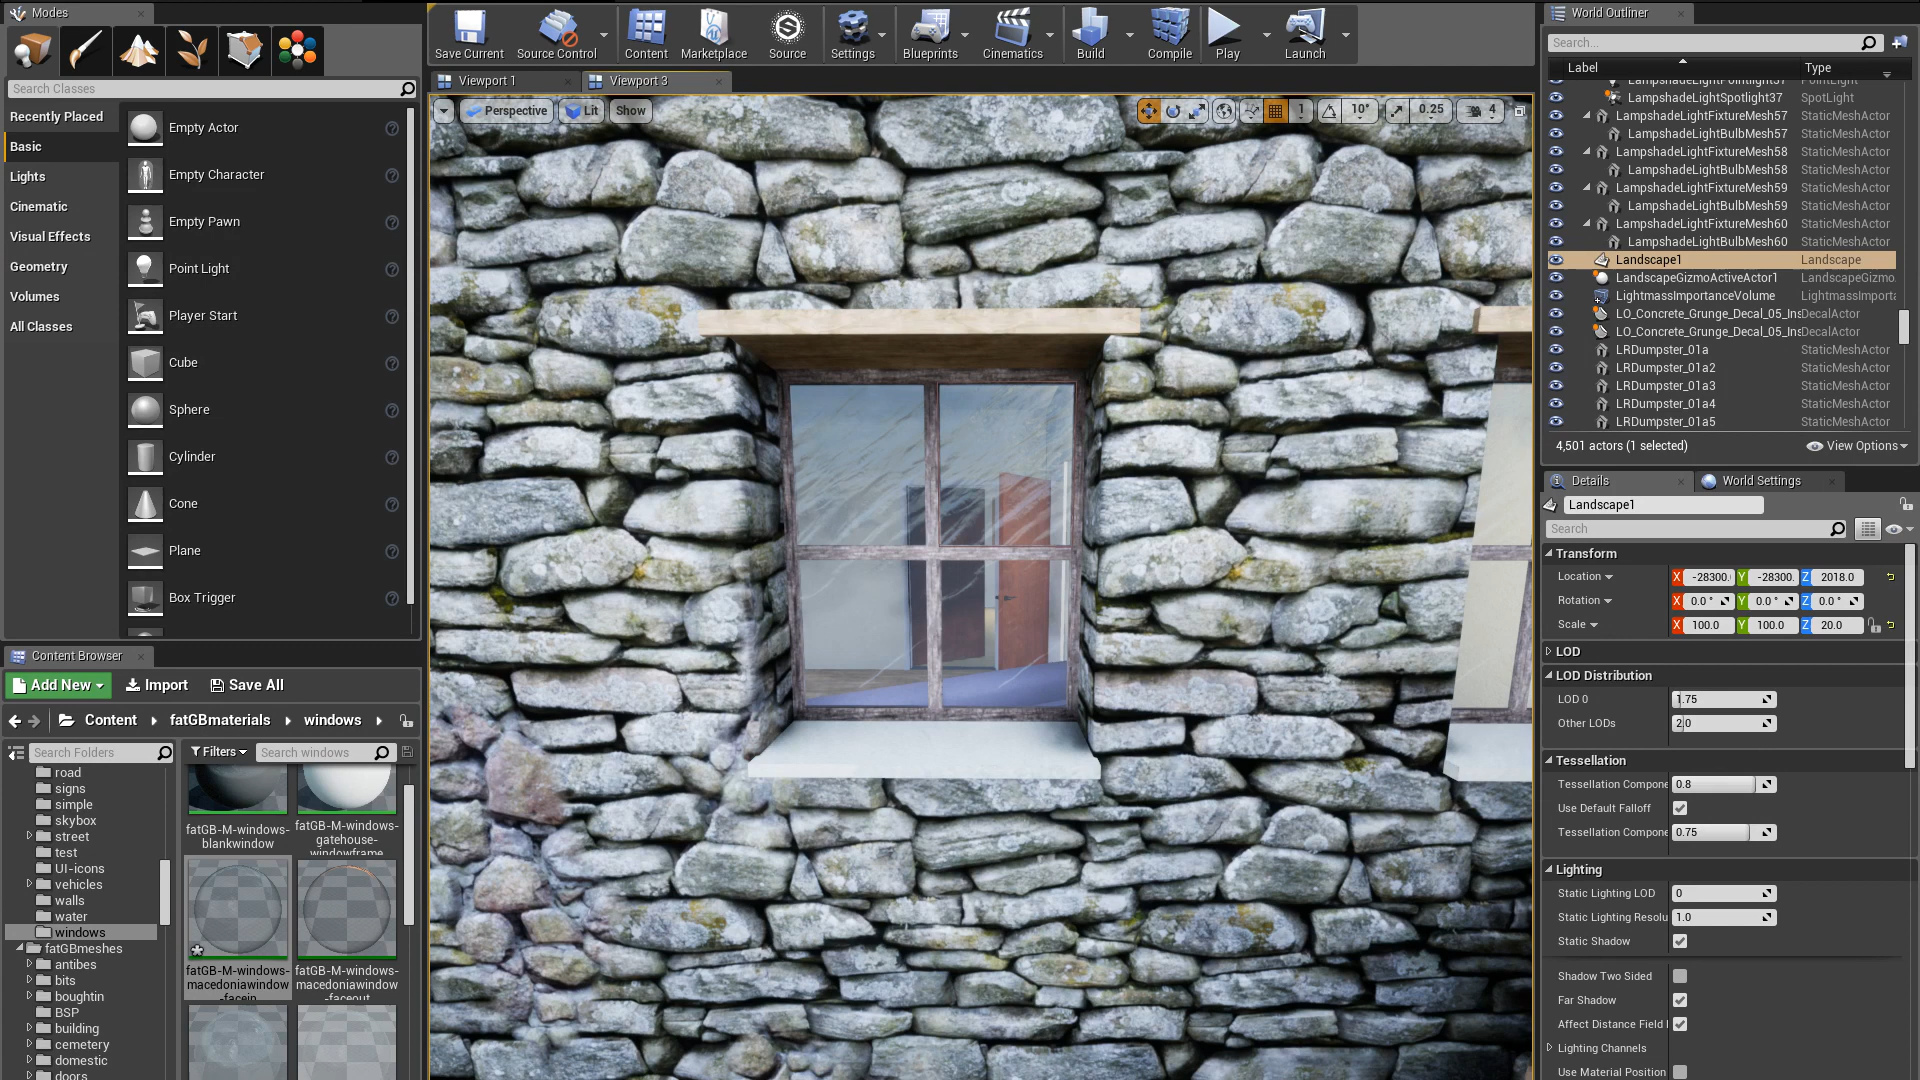 Modes
Search Classes
Recently Placed
Basic
Lights
Cinematic
Visual Effects
Geometry
Volumes
All Classes
Empty Actor
Empty Character
Empty Pawn
Point Light
Player Start
Cube
Sphere
Cylinder
Cone
Plane
Box Trigger
Content Browser
Add New
Import
Save All
Content
fatGBmaterials
windows
Search Folders
Filters
Search windows
road
signs
simple
skybox
street
test
UI-icons
vehicles
walls
water
windows
fatGBmeshes
antibes
bits
boughtin
BSP
building
cemetery
domestic
doors
fatGB-M-windows-
blankwindow
fatGB-M-windows-
gatehouse-
windowframe
fatGB-M-windows-
macedoniawindow
-facein
fatGB-M-windows-
macedoniawindow
-faceout
Save Current
Source Control
Content
Marketplace
Source
Settings
Blueprints
Cinematics
Build
Compile
Play
Launch
Viewport 1
Viewport 3
Perspective
Lit
Show
1
10°
0.25
4
World Outliner
Search...
Label
Type
LampshadeLightPointlight37 PointLight
LampshadeLightSpotlight37 SpotLight
LampshadeLightFixtureMesh57 StaticMeshActor
LampshadeLightBulbMesh57 StaticMeshActor
LampshadeLightFixtureMesh58 StaticMeshActor
LampshadeLightBulbMesh58 StaticMeshActor
LampshadeLightFixtureMesh59 StaticMeshActor
LampshadeLightBulbMesh59 StaticMeshActor
LampshadeLightFixtureMesh60 StaticMeshActor
LampshadeLightBulbMesh60 StaticMeshActor
Landscape1 Landscape
LandscapeGizmoActiveActor1 LandscapeGizmo
LightmassImportanceVolume LightmassImporta
LO_Concrete_Grunge_Decal_05_Ins DecalActor
LO_Concrete_Grunge_Decal_05_Ins DecalActor
LRDumpster_01a StaticMeshActor
LRDumpster_01a2 StaticMeshActor
LRDumpster_01a3 StaticMeshActor
LRDumpster_01a4 StaticMeshActor
LRDumpster_01a5 StaticMeshActor
4,501 actors (1 selected)
View Options
Details
World Settings
Landscape1
Search
Transform
Location X -28300. Y -28300. Z 2018.0
Rotation X 0.0 ° Y 0.0 ° Z 0.0 °
Scale X 100.0 Y 100.0 Z 20.0
LOD
LOD Distribution
LOD 0 1.75
Other LODs 2.0
Tessellation
Tessellation Compone 0.8
Use Default Falloff
Tessellation Compone 0.75
Lighting
Static Lighting LOD 0
Static Lighting Resolu 1.0
Static Shadow
Shadow Two Sided
Far Shadow
Affect Distance Field
Lighting Channels
Use Material Position